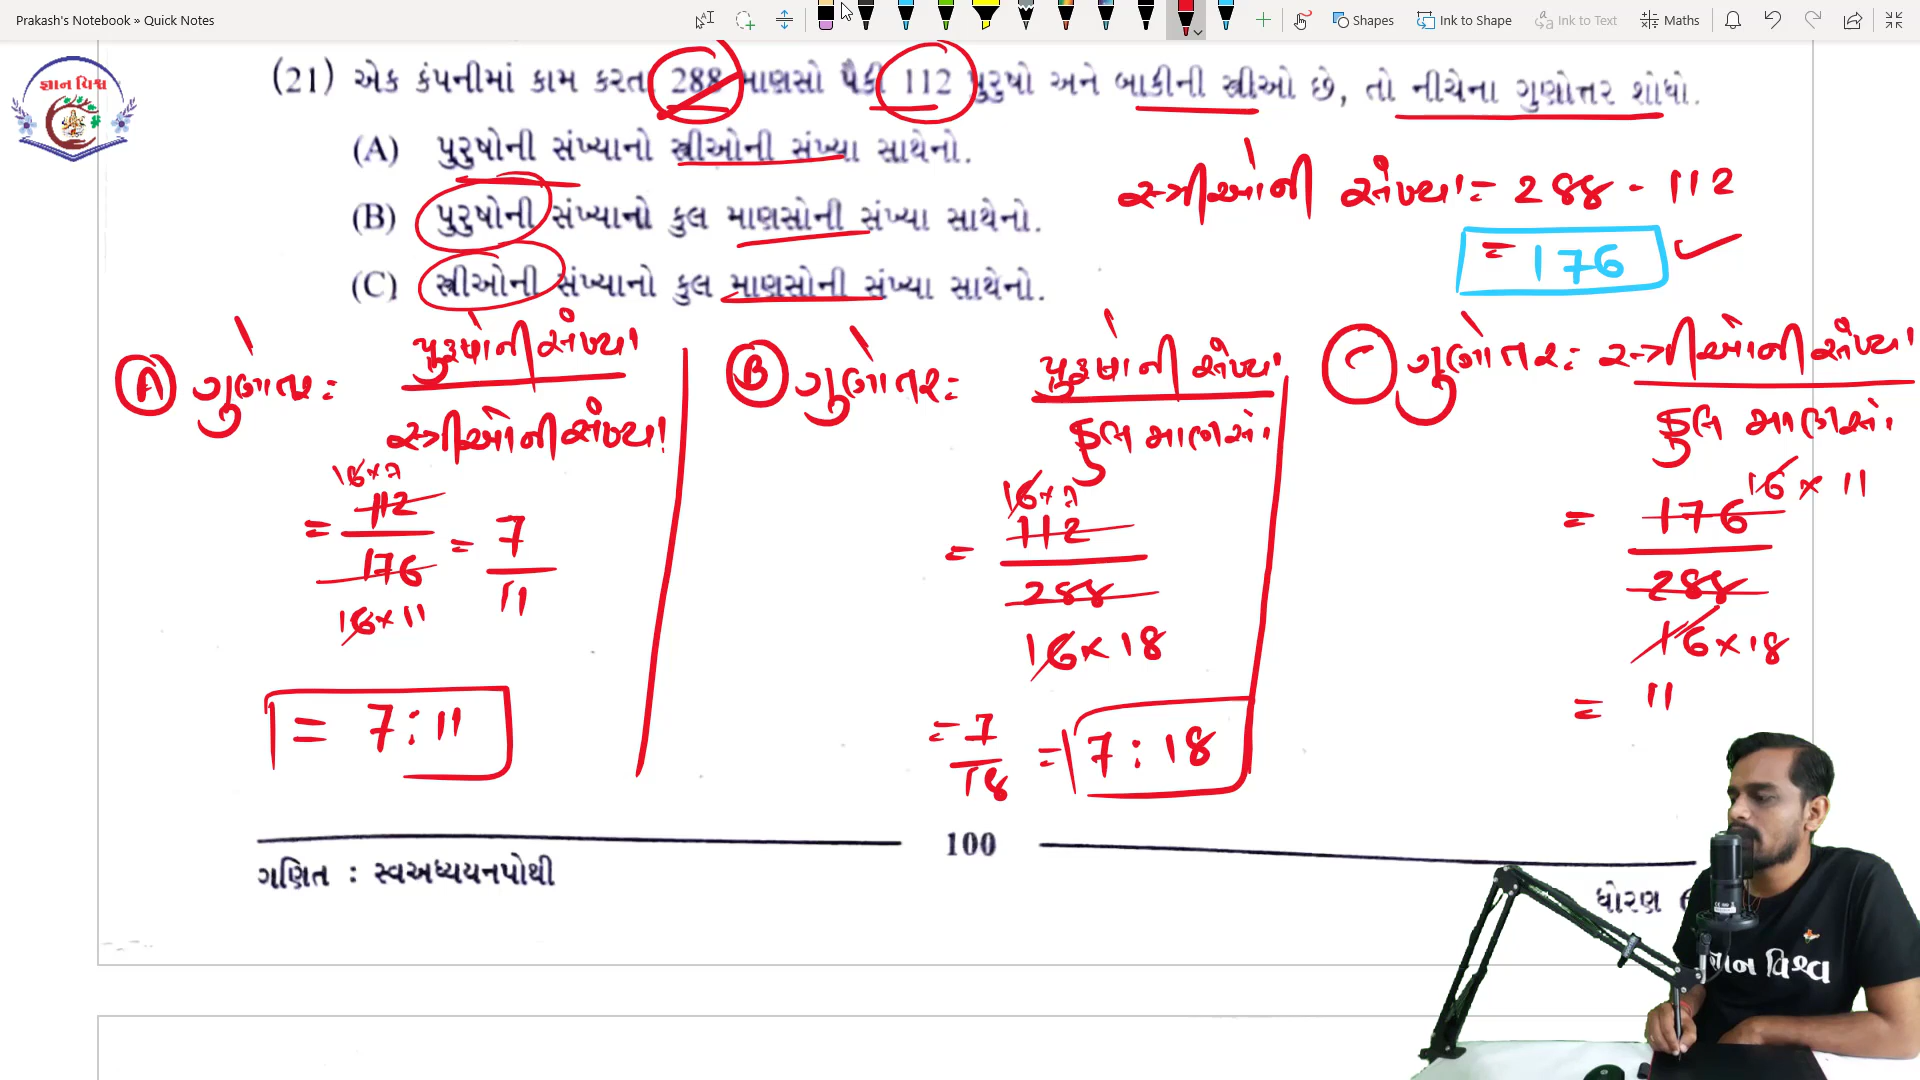 Prakash's Notebook » Quick Notes
Shapes Ink to Shape Ink to Text Maths
જ્ઞાન વિશ્વ
(21) એક કંપનીમાં કામ કરતા 288 માણસો પૈકી 112 પુરુષો અને બાકીની સ્ત્રીઓ છે, તો નીચેના ગુણોત્તર શોધો.
(A) પુરુષોની સંખ્યાનો સ્ત્રીઓની સંખ્યા સાથેનો.
(B) પુરુષોની સંખ્યાનો કુલ માણસોની સંખ્યા સાથેનો.
(C) સ્ત્રીઓની સંખ્યાનો કુલ માણસોની સંખ્યા સાથેનો.
સ્ત્રીઓની સંખ્યા = 288 - 112
= 176
(A) ગુણોતર = પુરૂષોની સંખ્યા
સ્ત્રીઓની સંખ્યા
16 × 7
= 112
176
16 × 11
= 7
11
= 7 : 11
(B) ગુણોતર = પુરૂષોની સંખ્યા
કુલ માણસો
16 × 7
= 112
288
16 × 18
= 7
18
= 7 : 18
C ગુણોતર = સ્ત્રીઓની સંખ્યા
કુલ માણસો
16 × 11
= 176
288
16 × 18
= 11
100
ગણિત : સ્વઅધ્યયનપોથી
ધોરણ
જ્ઞાન વિશ્વ